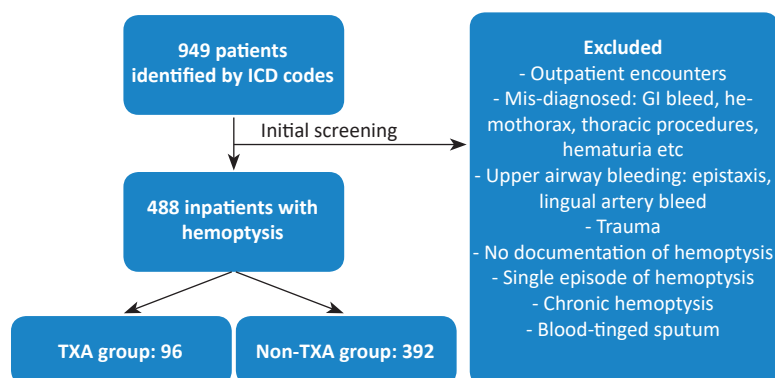 949 patients
identified by ICD codes
Initial screening
488 inpatients with
hemoptysis
TXA group: 96
Non-TXA group: 392
Excluded
- Outpatient encounters
- Mis-diagnosed: GI bleed, he-
mothorax, thoracic procedures,
hematuria etc
- Upper airway bleeding: epistaxis,
lingual artery bleed
- Trauma
- No documentation of hemoptysis
- Single episode of hemoptysis
- Chronic hemoptysis
- Blood-tinged sputum